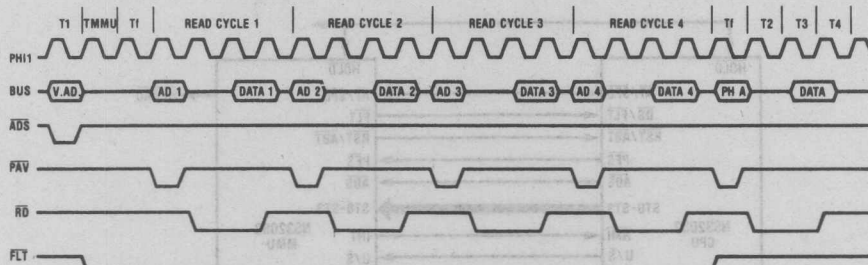 T1 TMMU Tf READ CYCLE 1 READ CYCLE 2 READ CYCLE 3 READ CYCLE 4 Tf T2 T3 T4
PHI1
BUS V.AD. AD 1 DATA 1 AD 2 DATA 2 AD 3 DATA 3 AD 4 DATA 4 PH A DATA
ADS
PAV
RD
FLT